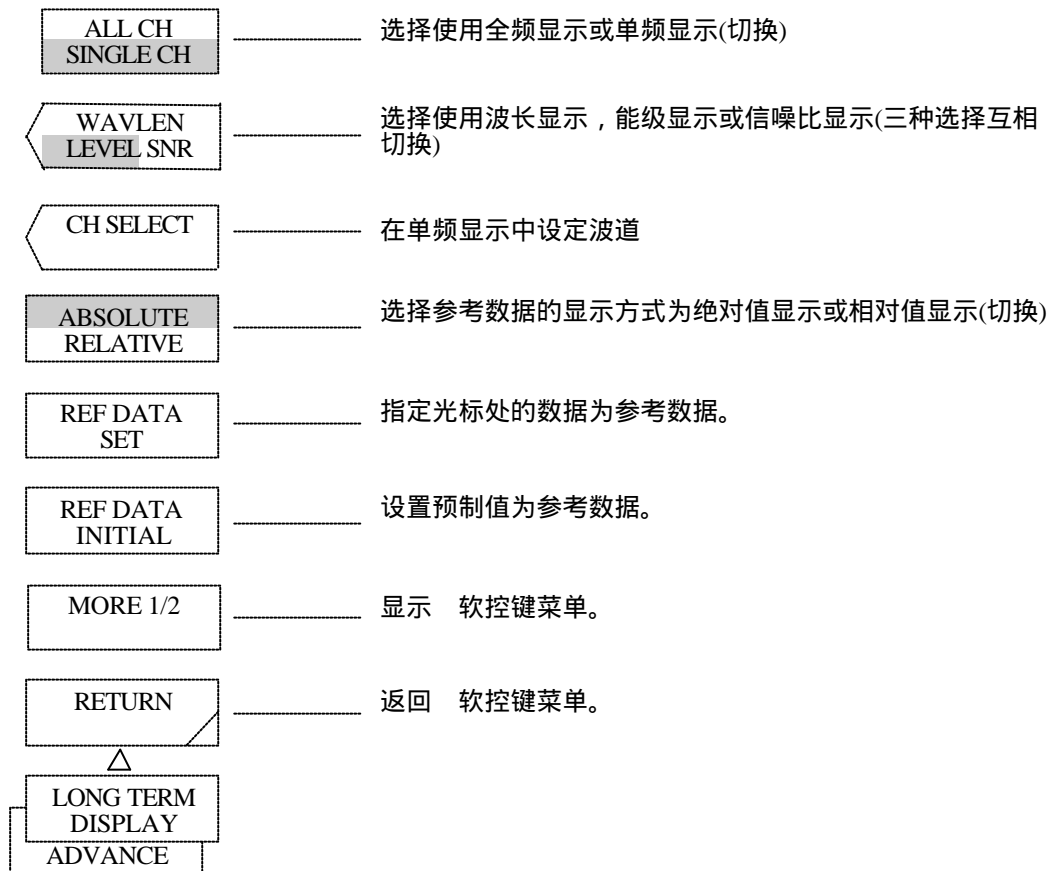 ALL CH
SINGLE CH
选择使用全频显示或单频显示(切换)
WAVLEN
LEVEL SNR
选择使用波长显示，能级显示或信噪比显示(三种选择互相
切换)
CH SELECT
在单频显示中设定波道
ABSOLUTE
RELATIVE
选择参考数据的显示方式为绝对值显示或相对值显示(切换)
REF DATA
SET
指定光标处的数据为参考数据。
REF DATA
INITIAL
设置预制值为参考数据。
MORE 1/2
显示　软控键菜单。
RETURN
返回　软控键菜单。
LONG TERM
DISPLAY
ADVANCE